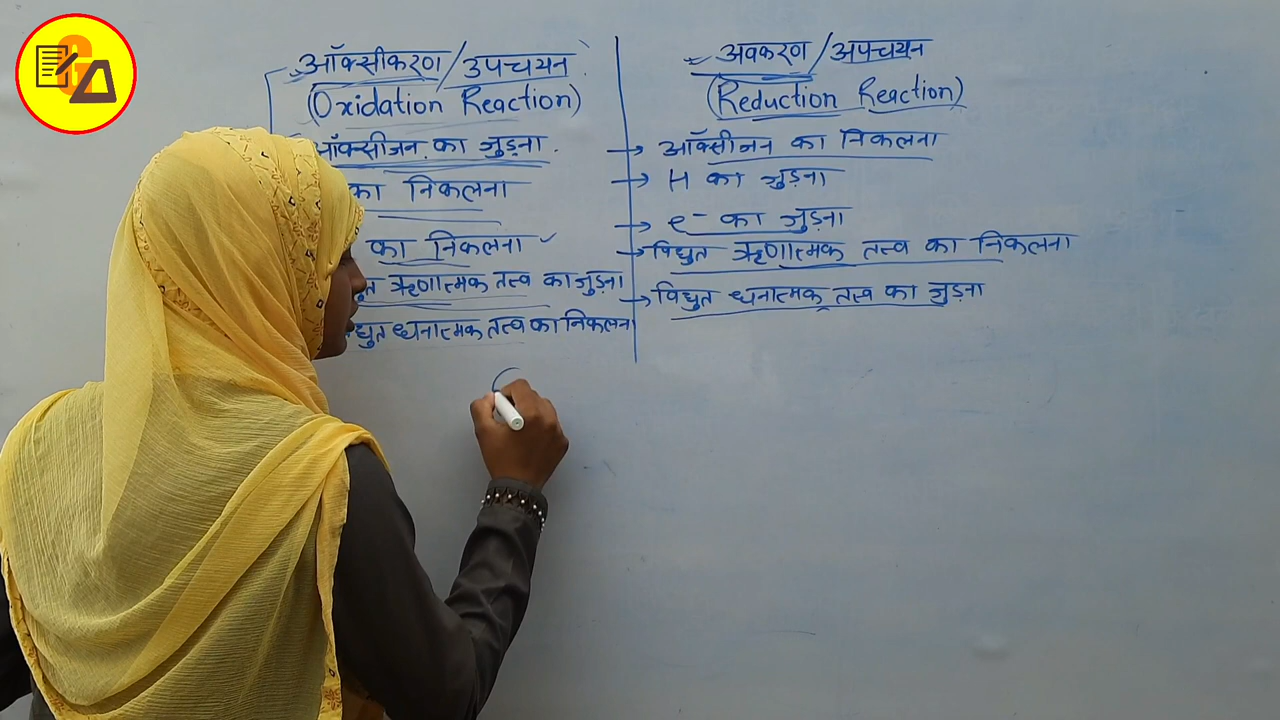 ऑक्सीकरण/उपचयन
(Oxidation Reaction)
ऑक्सीजन का जुड़ना
का निकलना
का निकलना
ऋणात्मक तत्व का जुड़ना
धनात्मक तत्व का निकलना
अवकरण/अपचयन
(Reduction Reaction)
→ ऑक्सीजन का निकलना
→ H का जुड़ना
→ e⁻ का जुड़ना
→ विद्युत ऋणात्मक तत्व का निकलना
→ विद्युत धनात्मक तत्व का जुड़ना